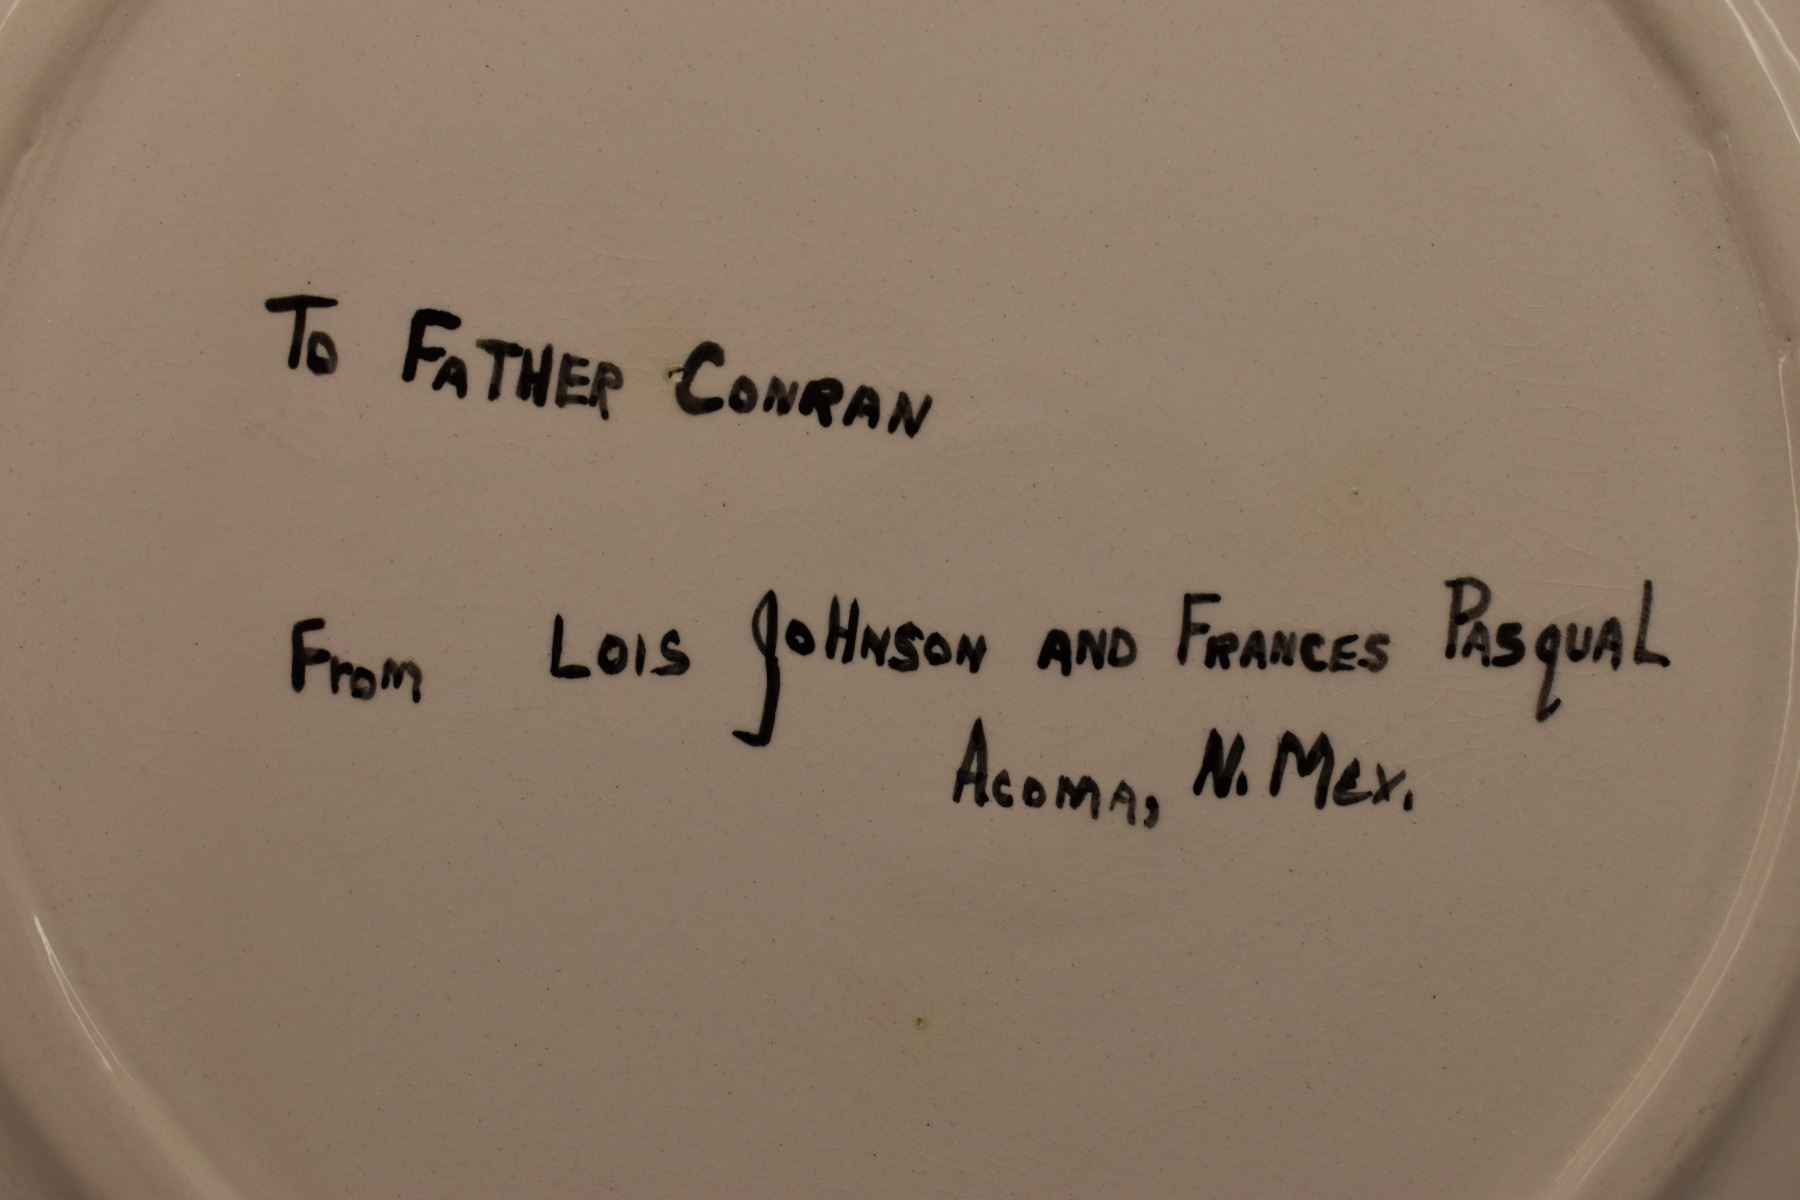 To FATHER CONRAN
From LOIS JOHNSON AND FRANCES PASQUAL
ACOMA, N. MEX.